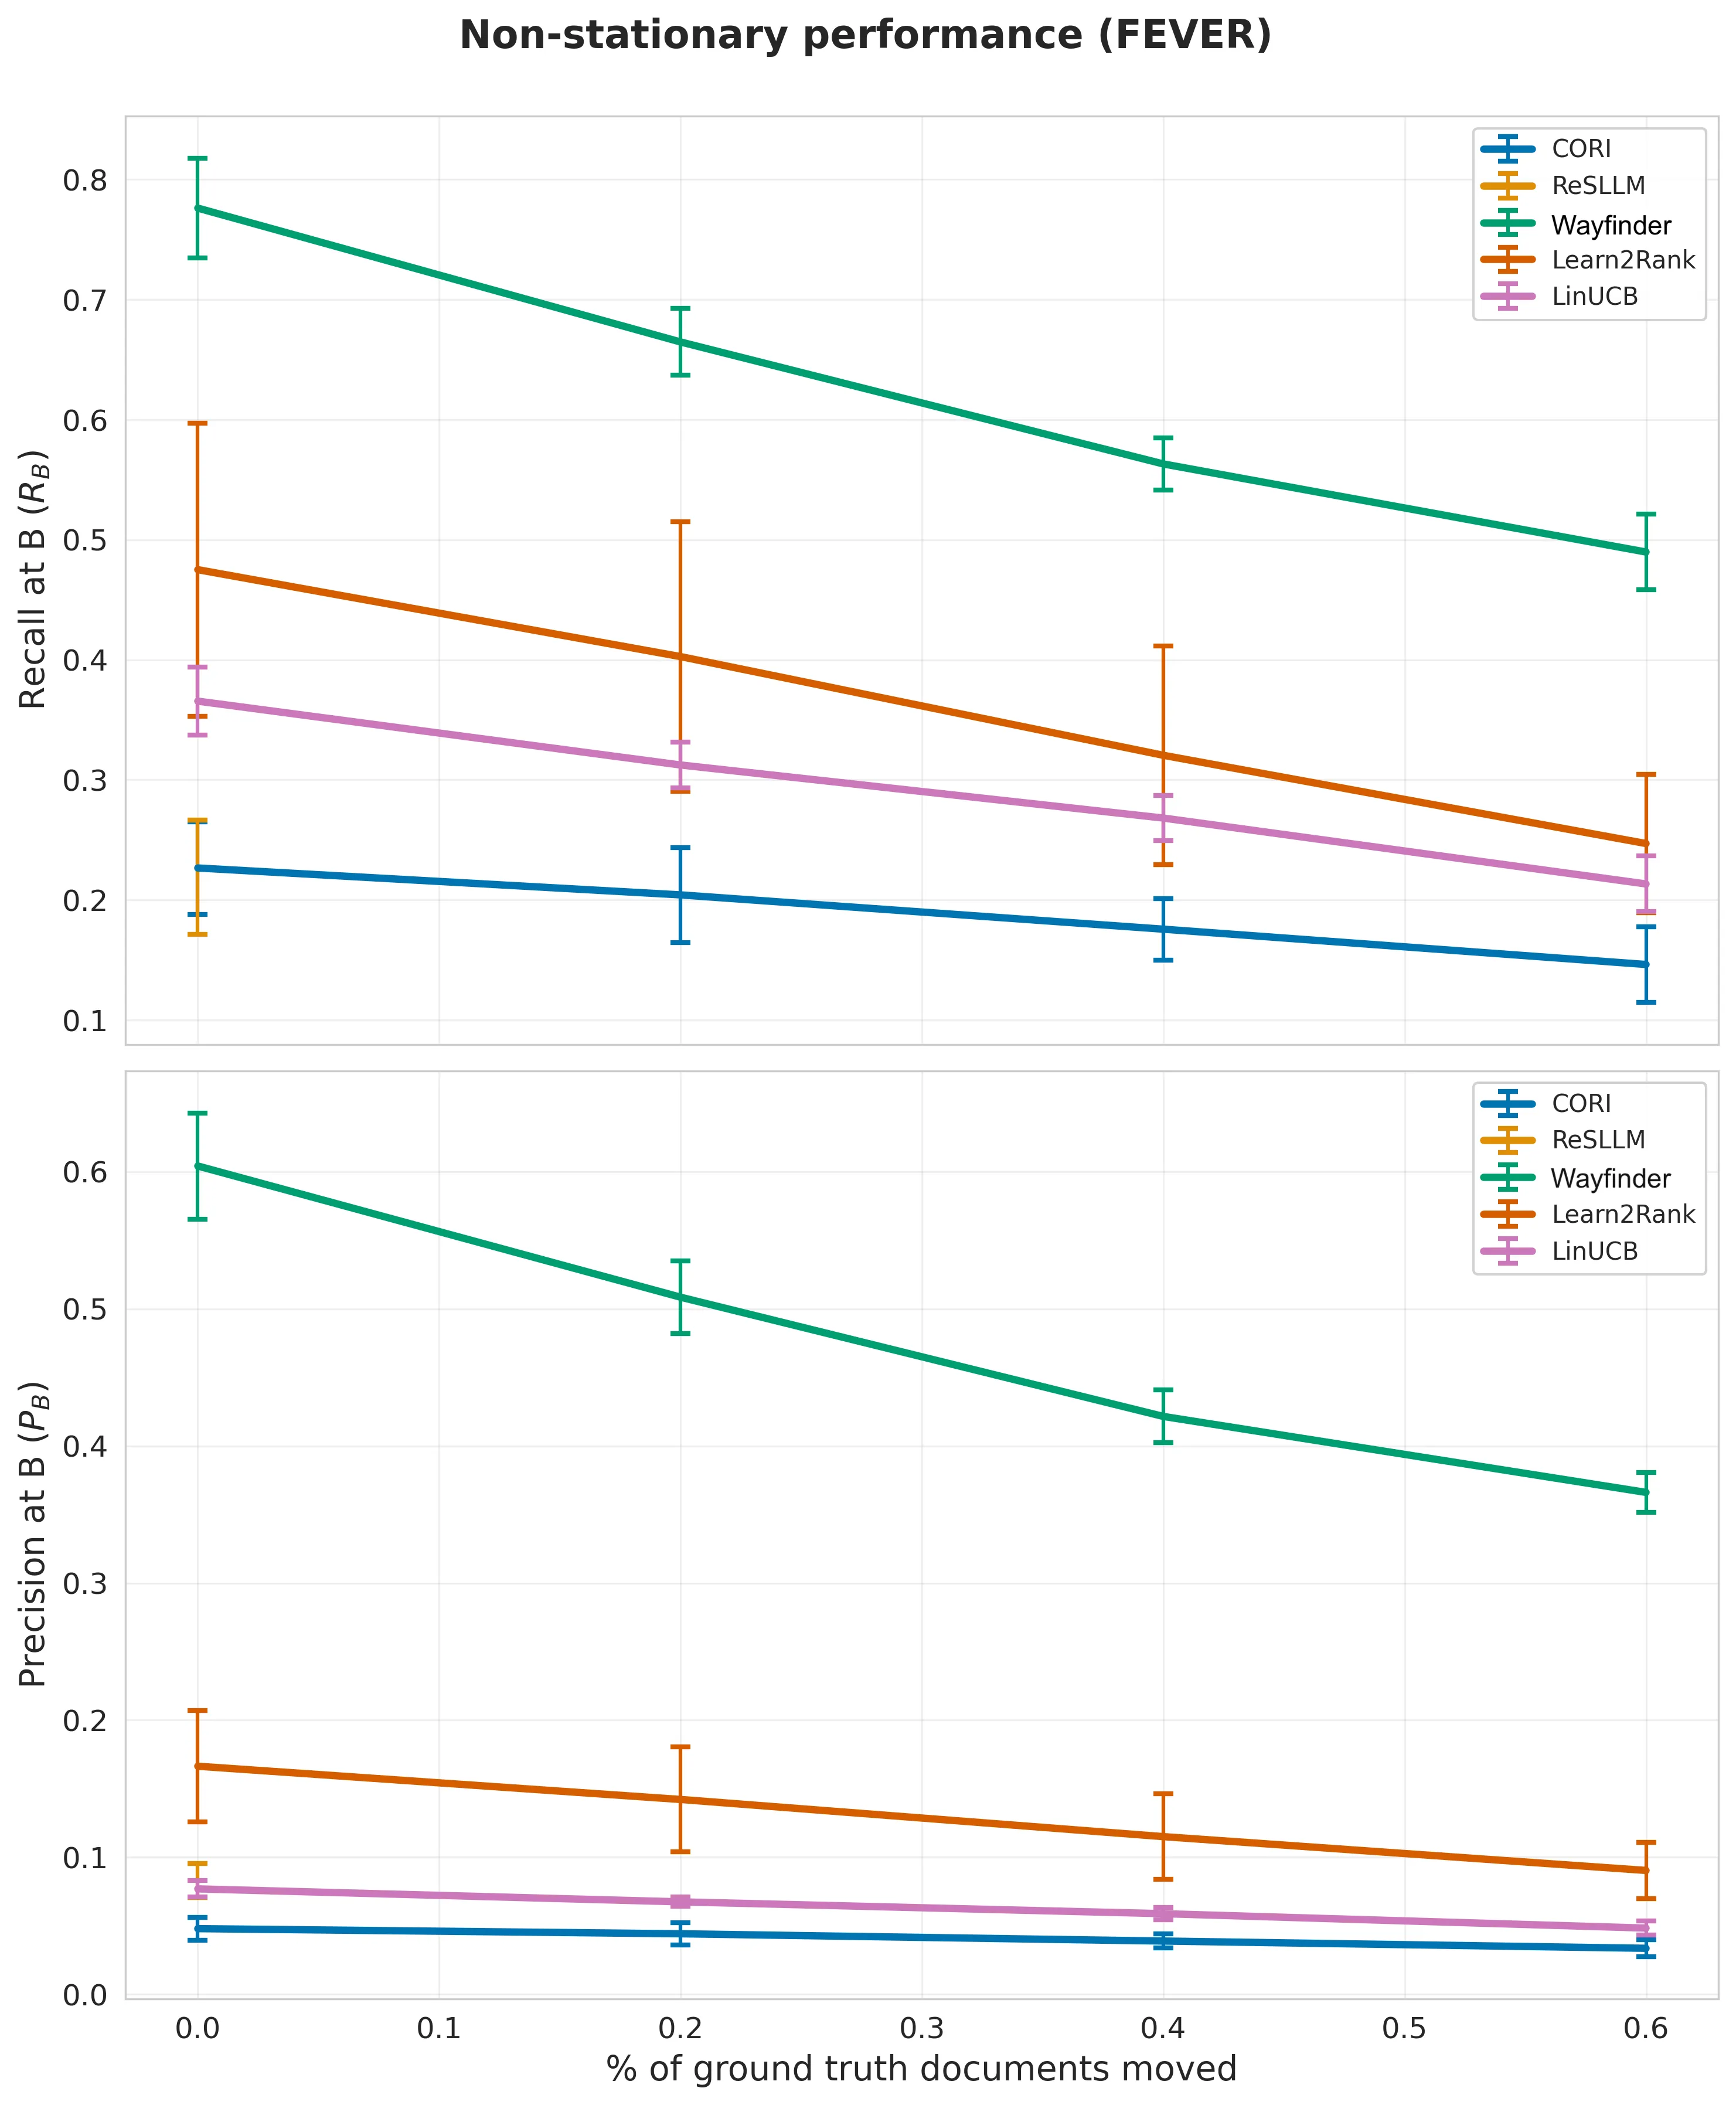 Non-stationary performance (FEVER)
Recall at B (R_B)
0.8
0.7
0.6
0.5
0.4
0.3
0.2
0.1
CORI
ReSLLM
Wayfinder
Learn2Rank
LinUCB
Precision at B (P_B)
0.6
0.5
0.4
0.3
0.2
0.1
0.0
CORI
ReSLLM
Wayfinder
Learn2Rank
LinUCB
0.0 0.1 0.2 0.3 0.4 0.5 0.6
% of ground truth documents moved